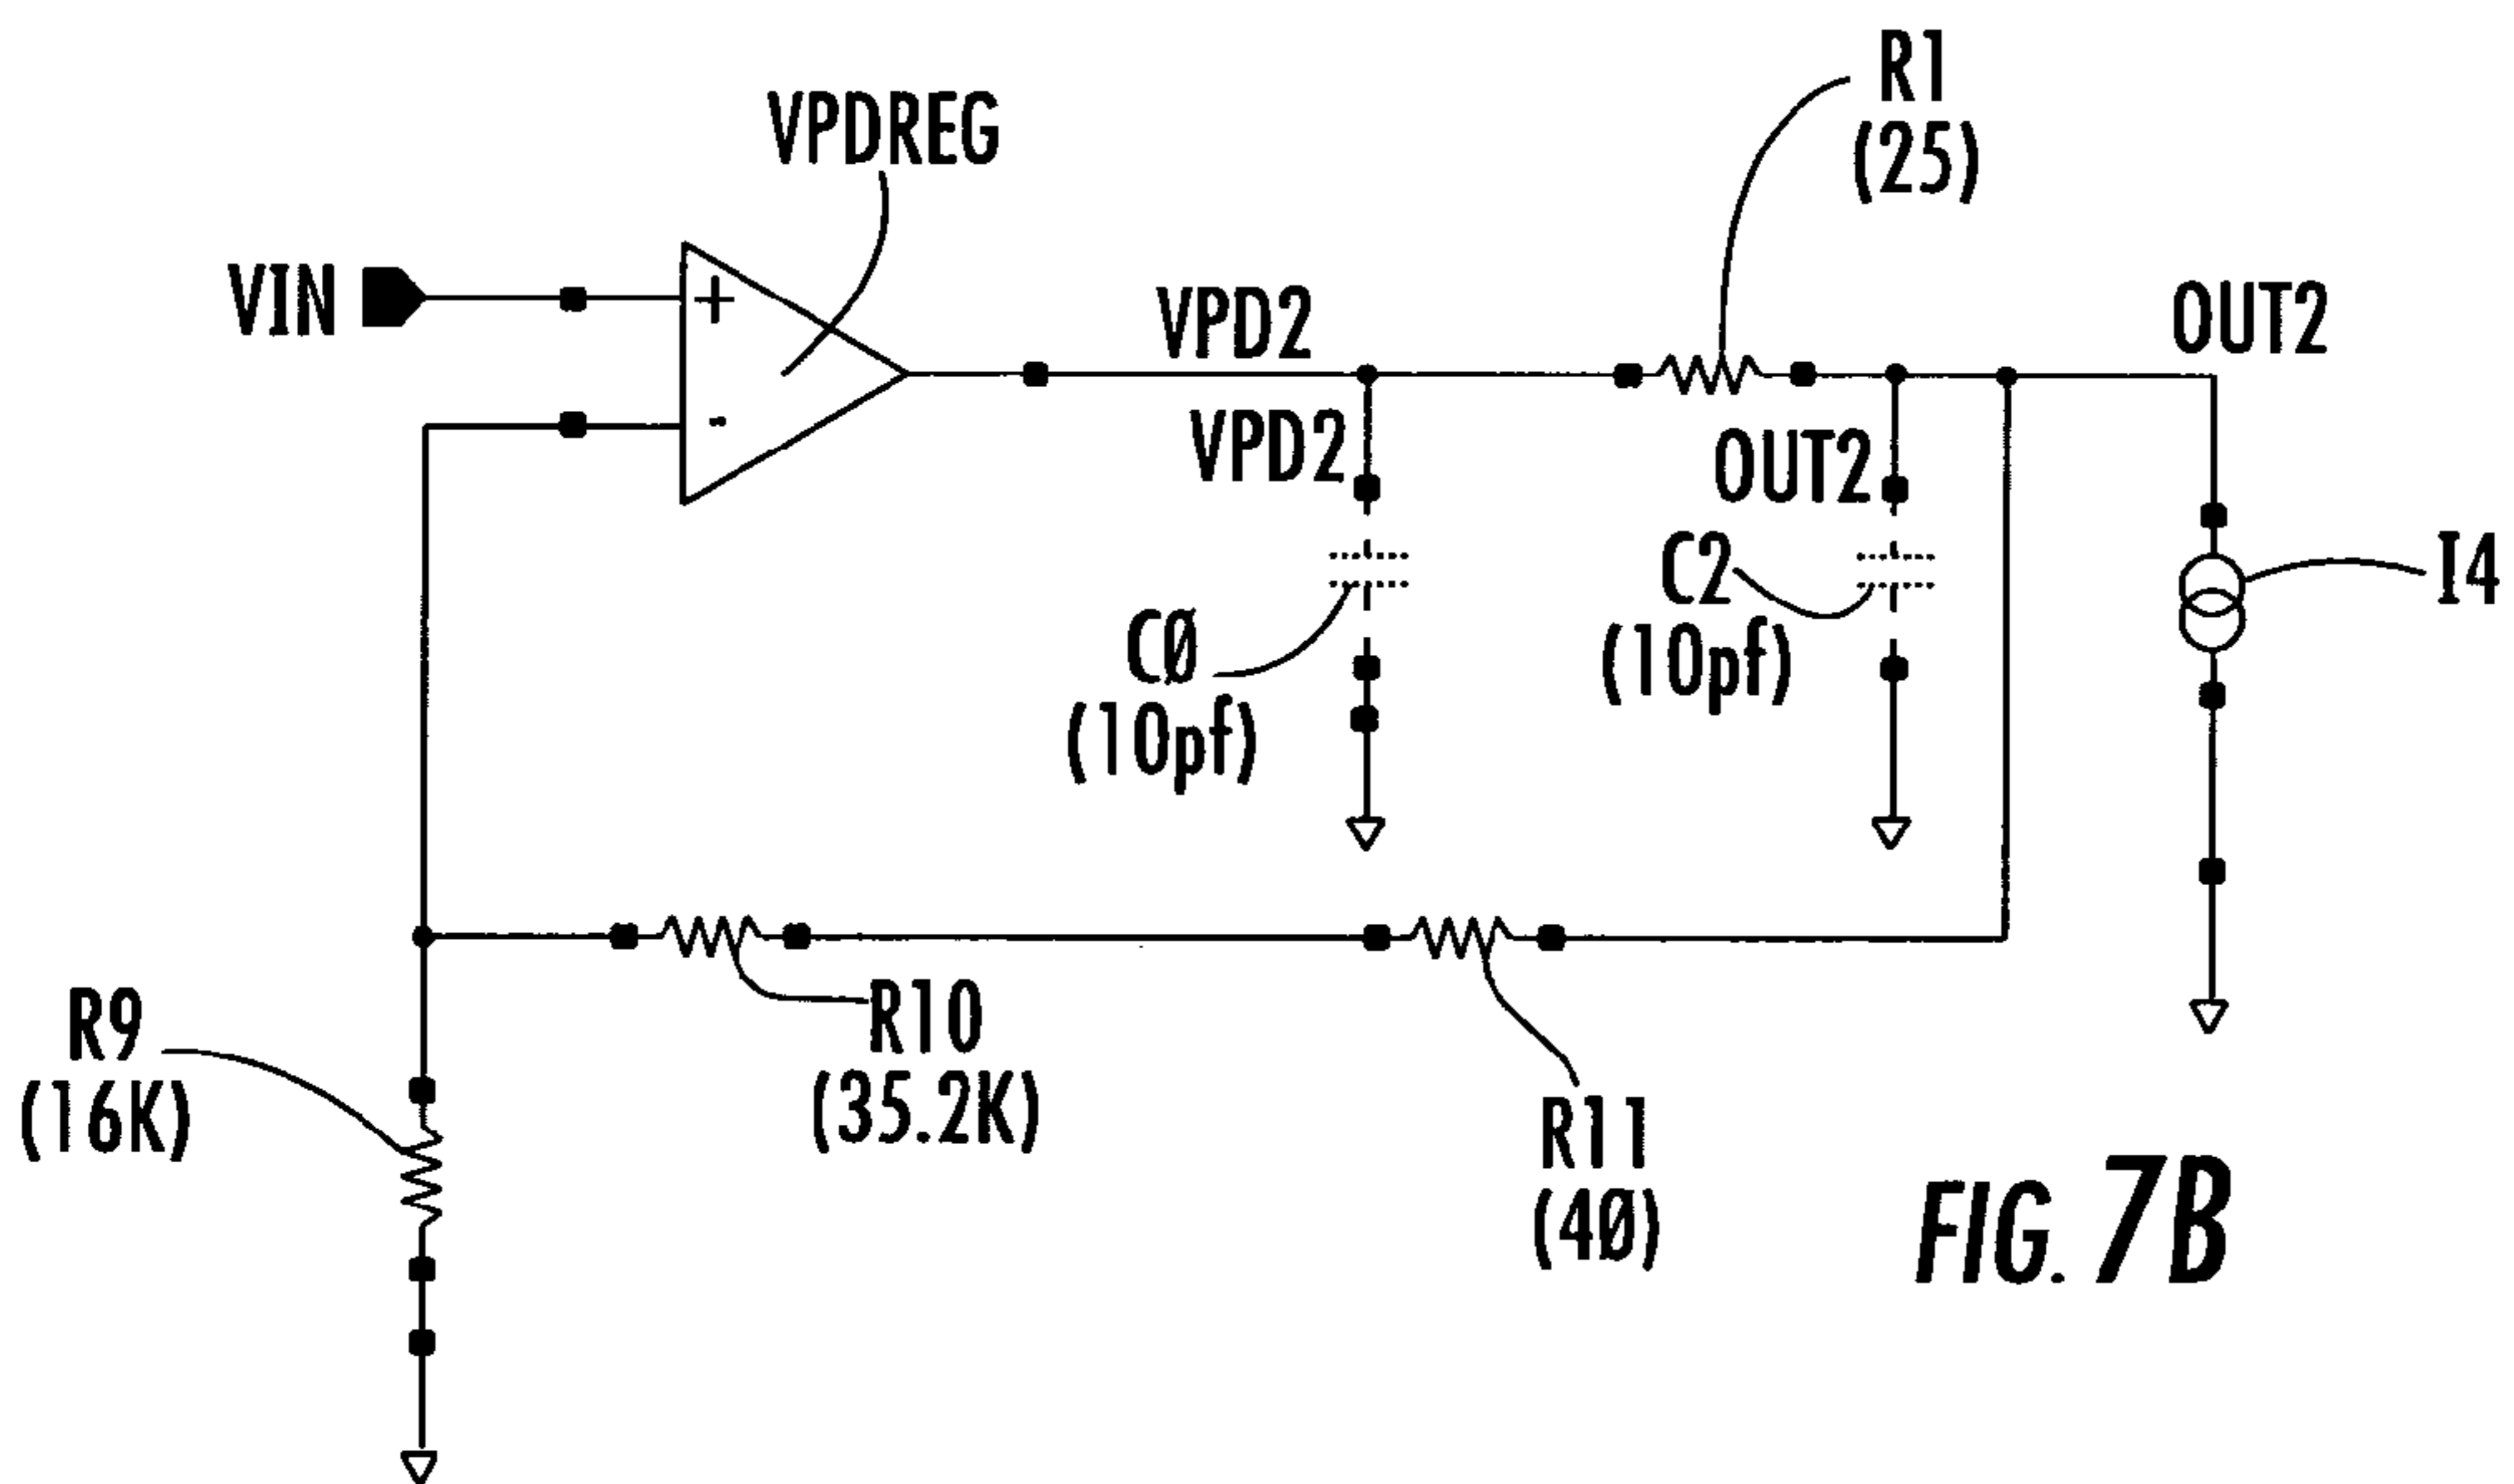 R1
(25)
VPDREG
VIN
+
-
VPD2
OUT2
VPD2
OUT2
I4
C2
(10pf)
CØ
(10pf)
R9
(16K)
R10
(35.2K)
R11
(4Ø)
FIG. 7B